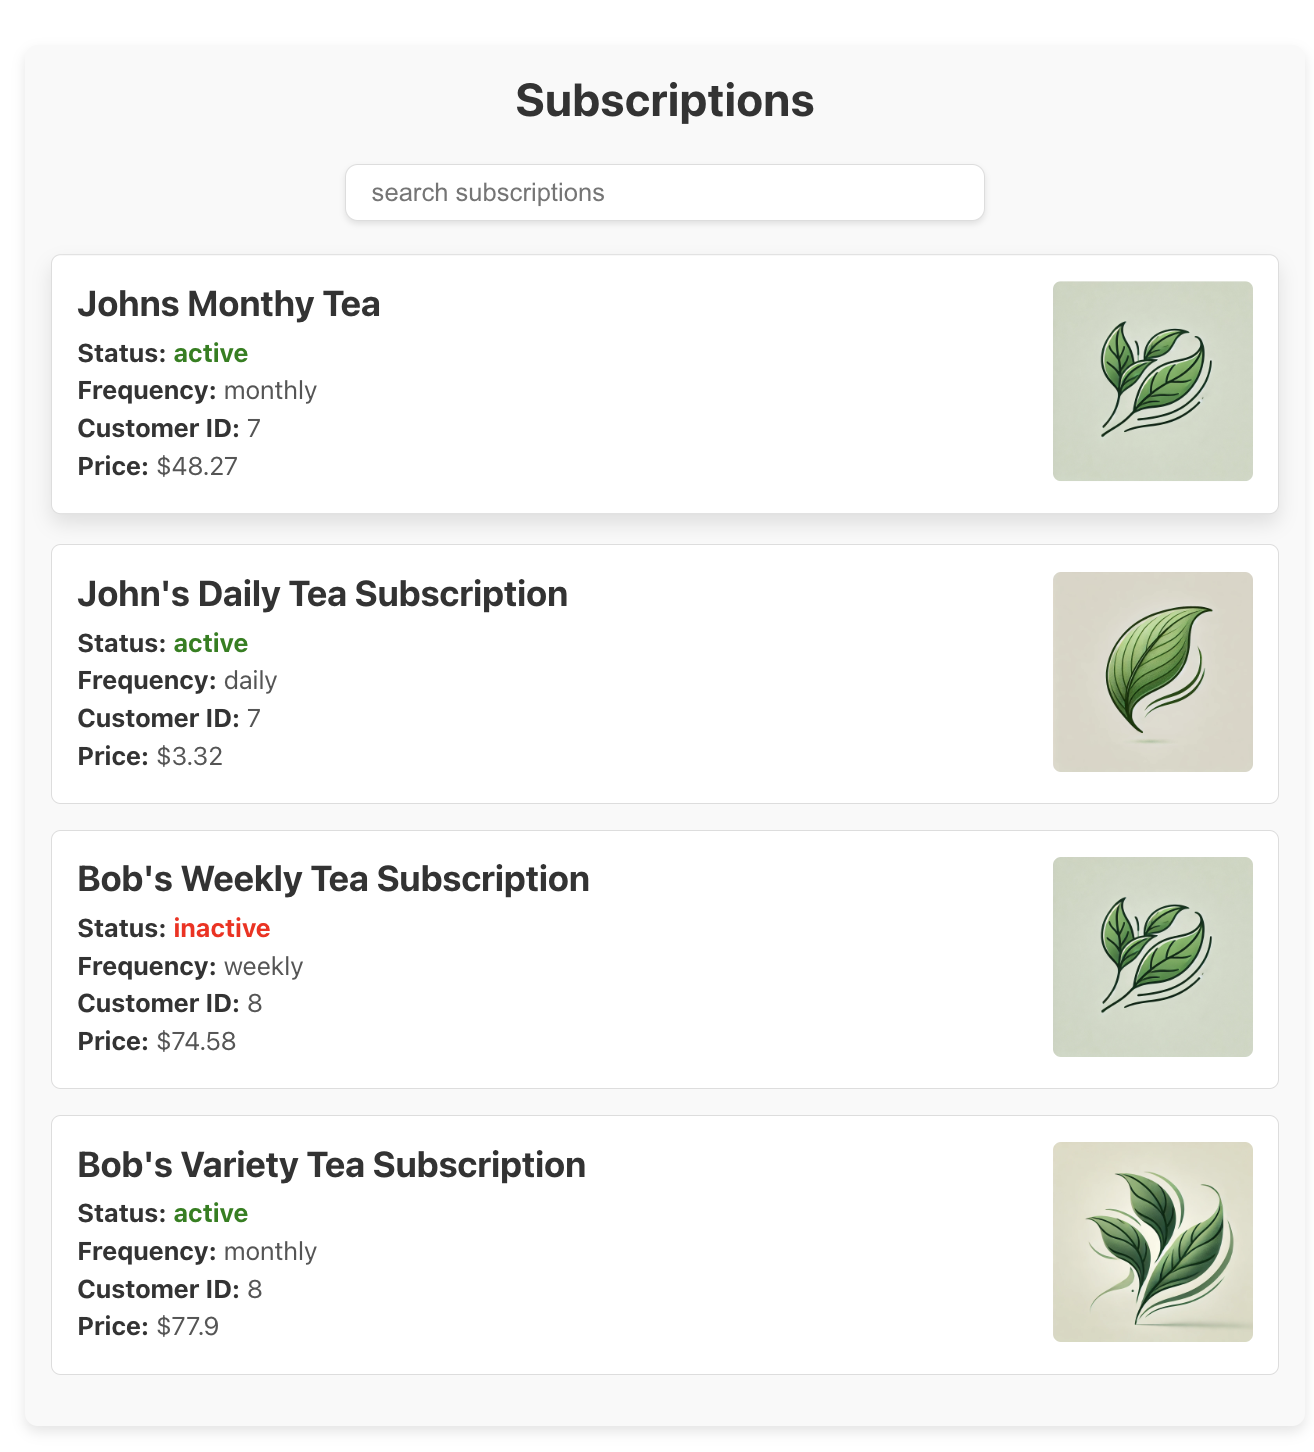 Subscriptions
search subscriptions
Johns Monthy Tea
Status: active
Frequency: monthly
Customer ID: 7
Price: $48.27
John's Daily Tea Subscription
Status: active
Frequency: daily
Customer ID: 7
Price: $3.32
Bob's Weekly Tea Subscription
Status: inactive
Frequency: weekly
Customer ID: 8
Price: $74.58
Bob's Variety Tea Subscription
Status: active
Frequency: monthly
Customer ID: 8
Price: $77.9